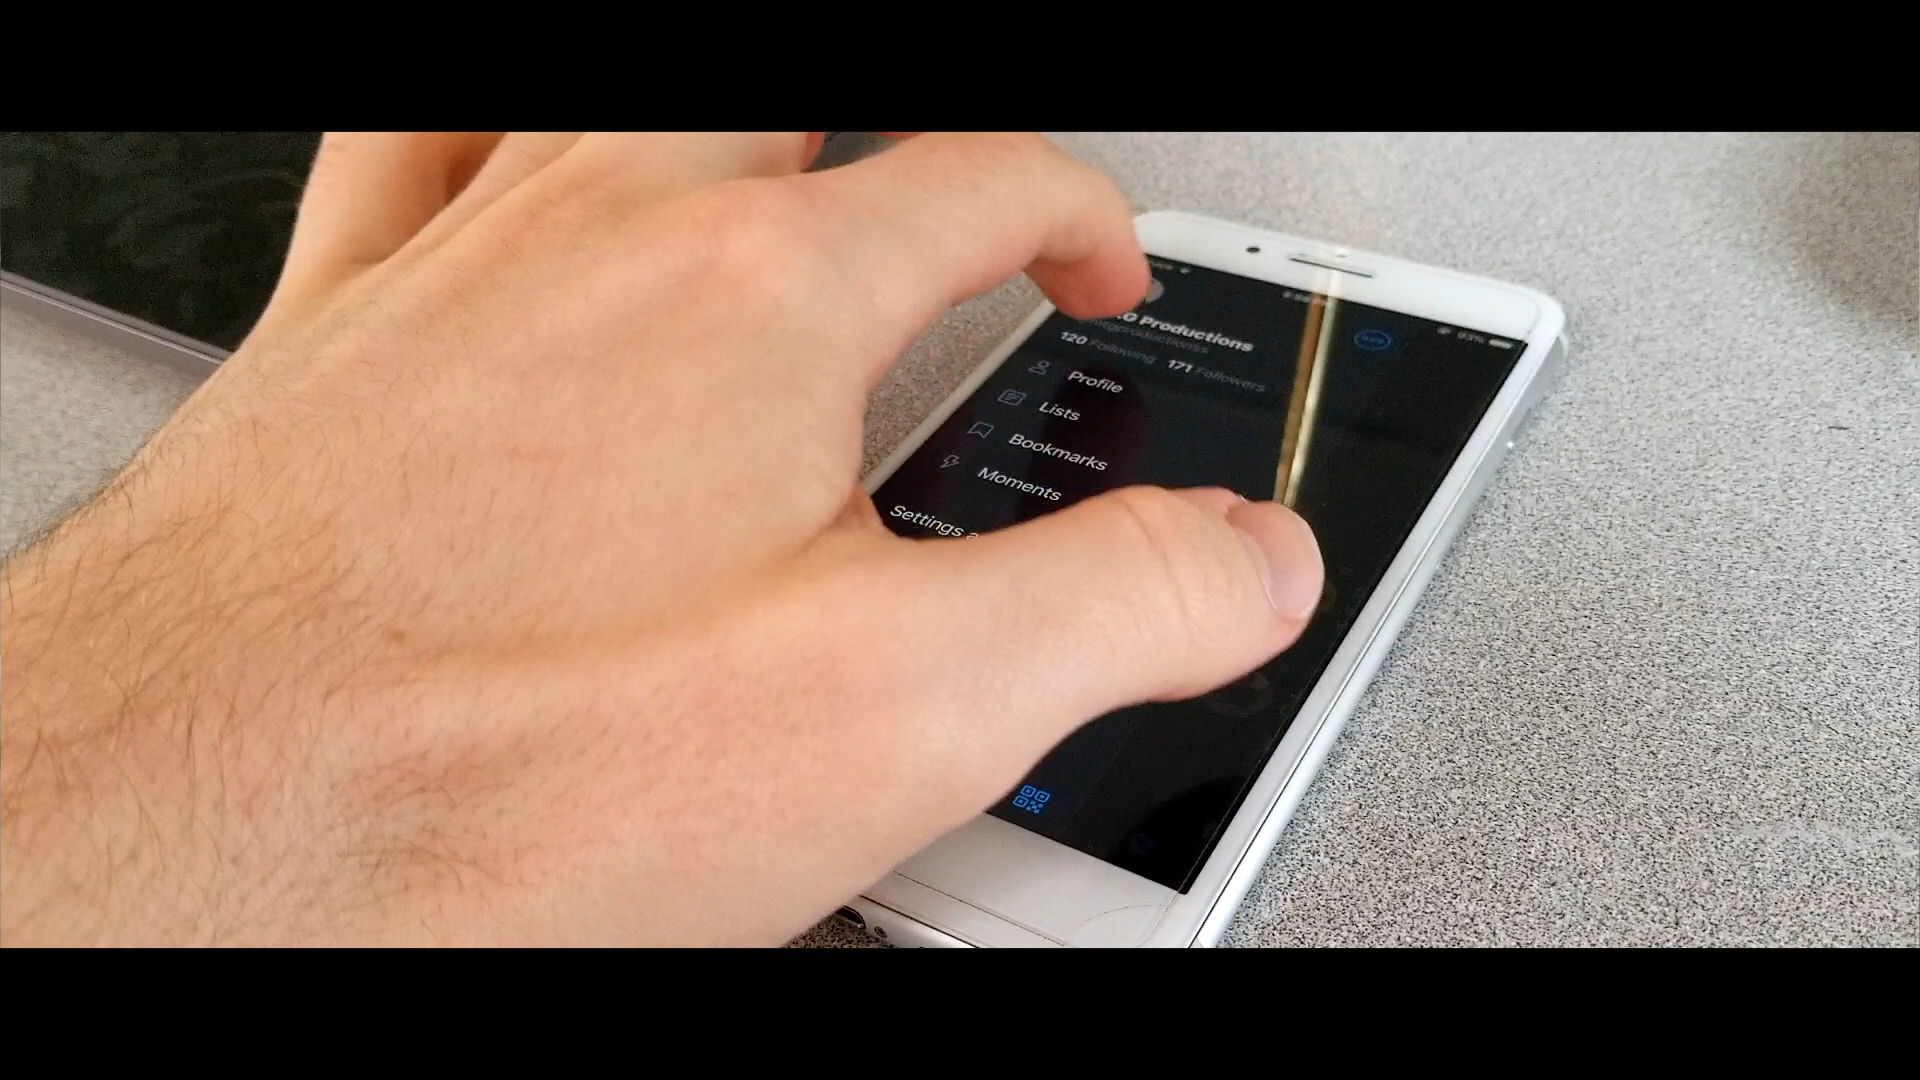 Productions
120 Following 171 Followers
Profile
Lists
Bookmarks
Moments
Settings a